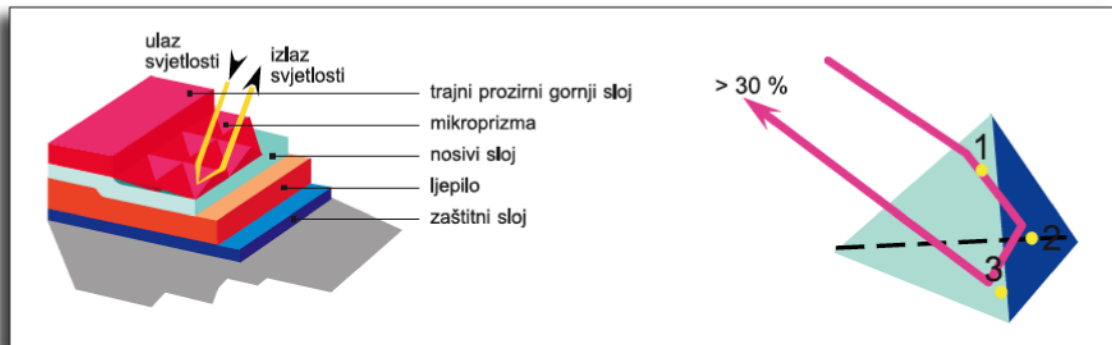 ulaz
svjetlosti
izlaz
svjetlosti
trajni prozirni gornji sloj
mikroprizma
nosivi sloj
ljepilo
zaštitni sloj
> 30 %
1
2
3